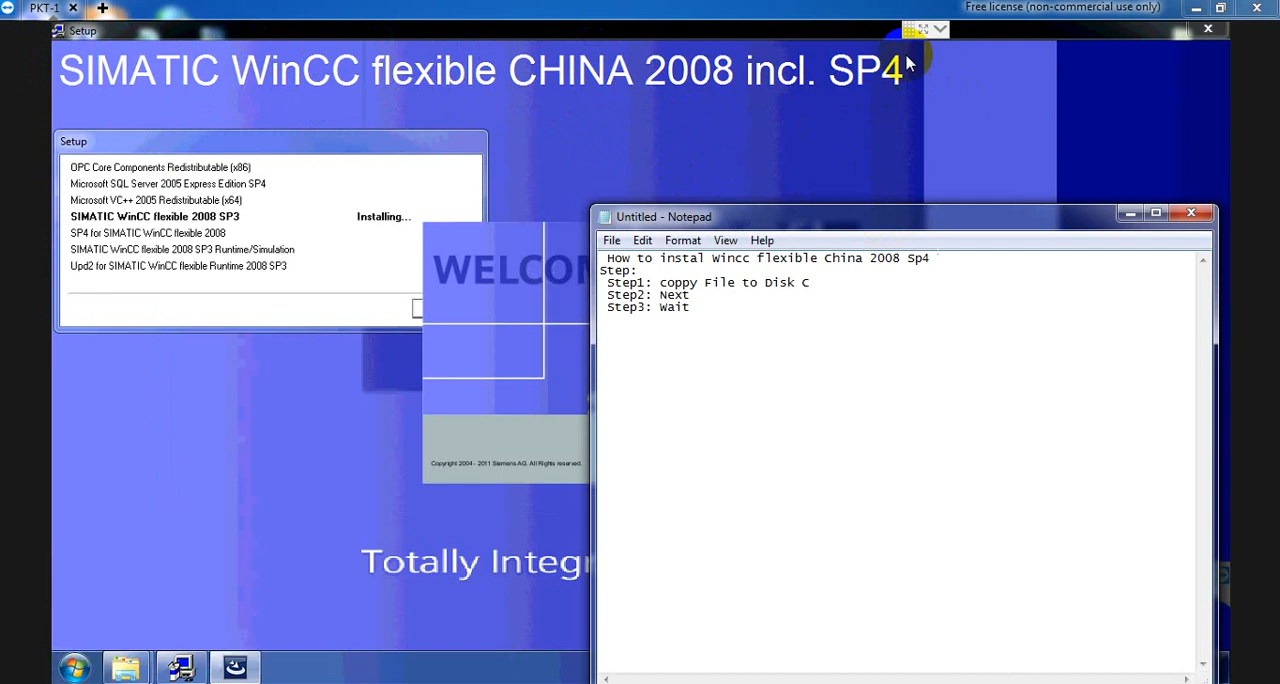 PKT-1
Free license (non-commercial use only)
Setup
SIMATIC WinCC flexible CHINA 2008 incl. SP4
Setup
OPC Core Components Redistributable (x86)
Microsoft SQL Server 2005 Express Edition SP4
Microsoft VC++ 2005 Redistributable (x64)
SIMATIC WinCC flexible 2008 SP3 Installing...
SP4 for SIMATIC WinCC flexible 2008
SIMATIC WinCC flexible 2008 SP3 Runtime/Simulation
Upd2 for SIMATIC WinCC flexible Runtime 2008 SP3
WELCOM
Copyright 2004 - 2011 Siemens AG. All Rights reserved.
Totally Integr
Untitled - Notepad
File Edit Format View Help
How to instal Wincc flexible China 2008 Sp4
Step:
Step1: coppy File to Disk C
Step2: Next
Step3: Wait